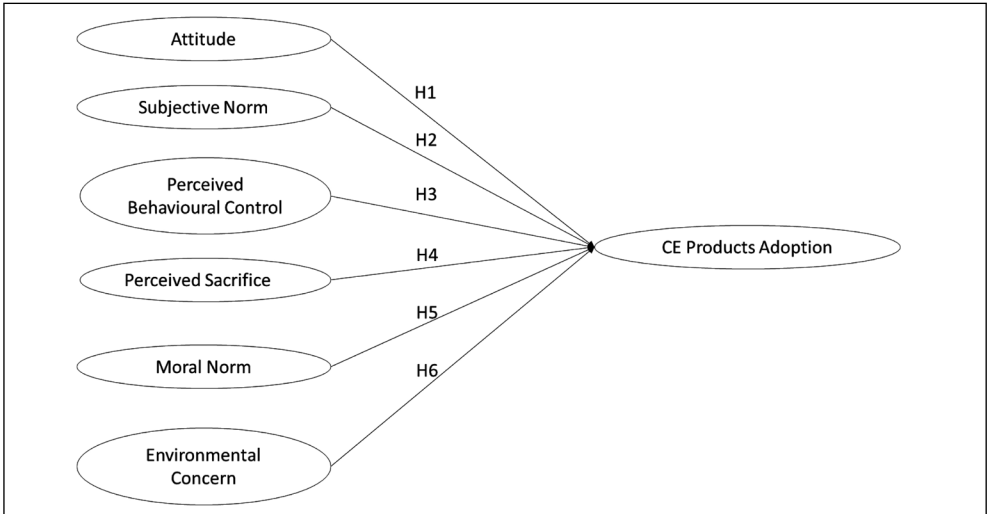 Attitude
H1
Subjective Norm
H2
Perceived
Behavioural Control
H3
CE Products Adoption
H4
Perceived Sacrifice
H5
Moral Norm
H6
Environmental
Concern